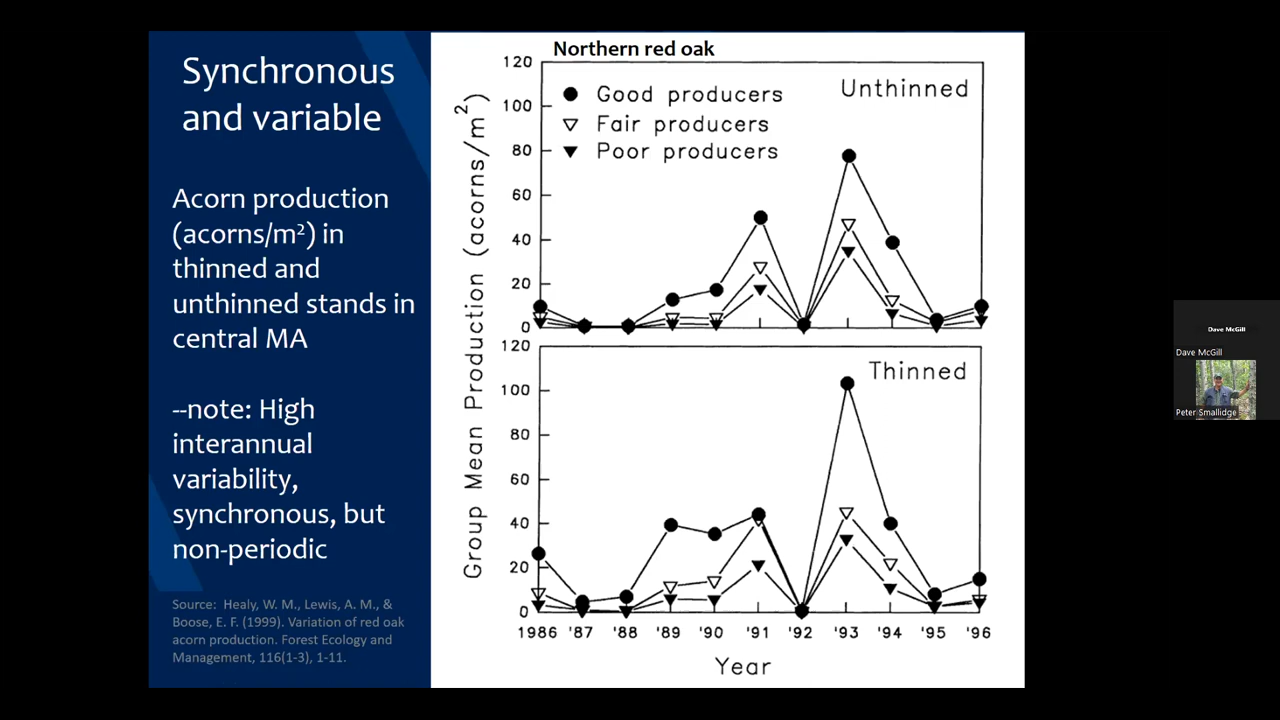 Synchronous
and variable
Acorn production
(acorns/m²) in
thinned and
unthinned stands in
central MA
--note: High
interannual
variability,
synchronous, but
non-periodic
Source: Healy, W. M., Lewis, A. M., &
Boose, E. F. (1999). Variation of red oak
acorn production. Forest Ecology and
Management, 116(1-3), 1-11.
Northern red oak
Group Mean Production (acorns/m²)
120
100
80
60
40
20
0
Unthinned
Good producers
Fair producers
Poor producers
120
100
80
60
40
20
0
Thinned
1986 '87 '88 '89 '90 '91 '92 '93 '94 '95 '96
Year
Dave McGill
Dave McGill
Peter Smallidge